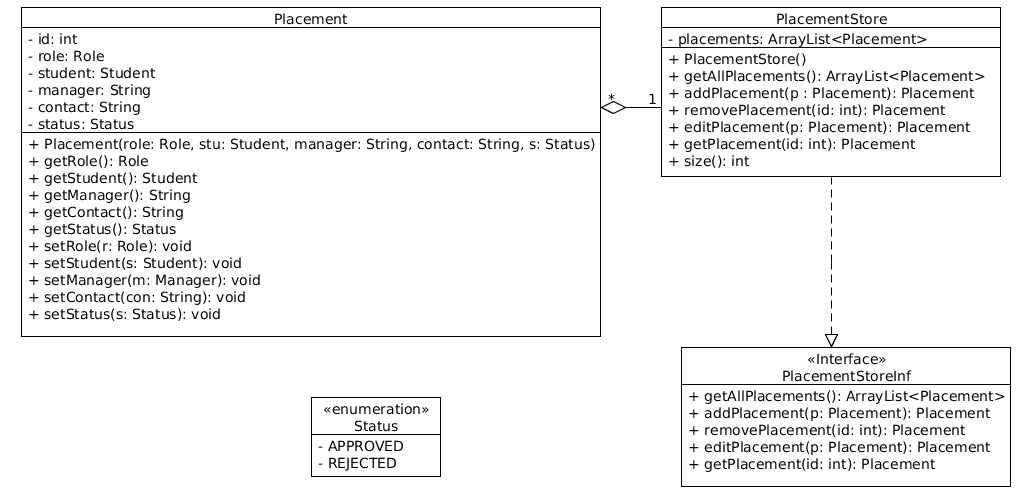 Placement
- id: int
- role: Role
- student: Student
- manager: String
- contact: String
- status: Status
+ Placement(role: Role, stu: Student, manager: String, contact: String, s: Status)
+ getRole(): Role
+ getStudent(): Student
+ getManager(): String
+ getContact(): String
+ getStatus(): Status
+ setRole(r: Role): void
+ setStudent(s: Student): void
+ setManager(m: Manager): void
+ setContact(con: String): void
+ setStatus(s: Status): void
* 1
PlacementStore
- placements: ArrayList<Placement>
+ PlacementStore()
+ getAllPlacements(): ArrayList<Placement>
+ addPlacement(p : Placement): Placement
+ removePlacement(id: int): Placement
+ editPlacement(p: Placement): Placement
+ getPlacement(id: int): Placement
+ size(): int
«Interface»
PlacementStoreInf
+ getAllPlacements(): ArrayList<Placement>
+ addPlacement(p: Placement): Placement
+ removePlacement(id: int): Placement
+ editPlacement(p: Placement): Placement
+ getPlacement(id: int): Placement
«enumeration»
Status
- APPROVED
- REJECTED